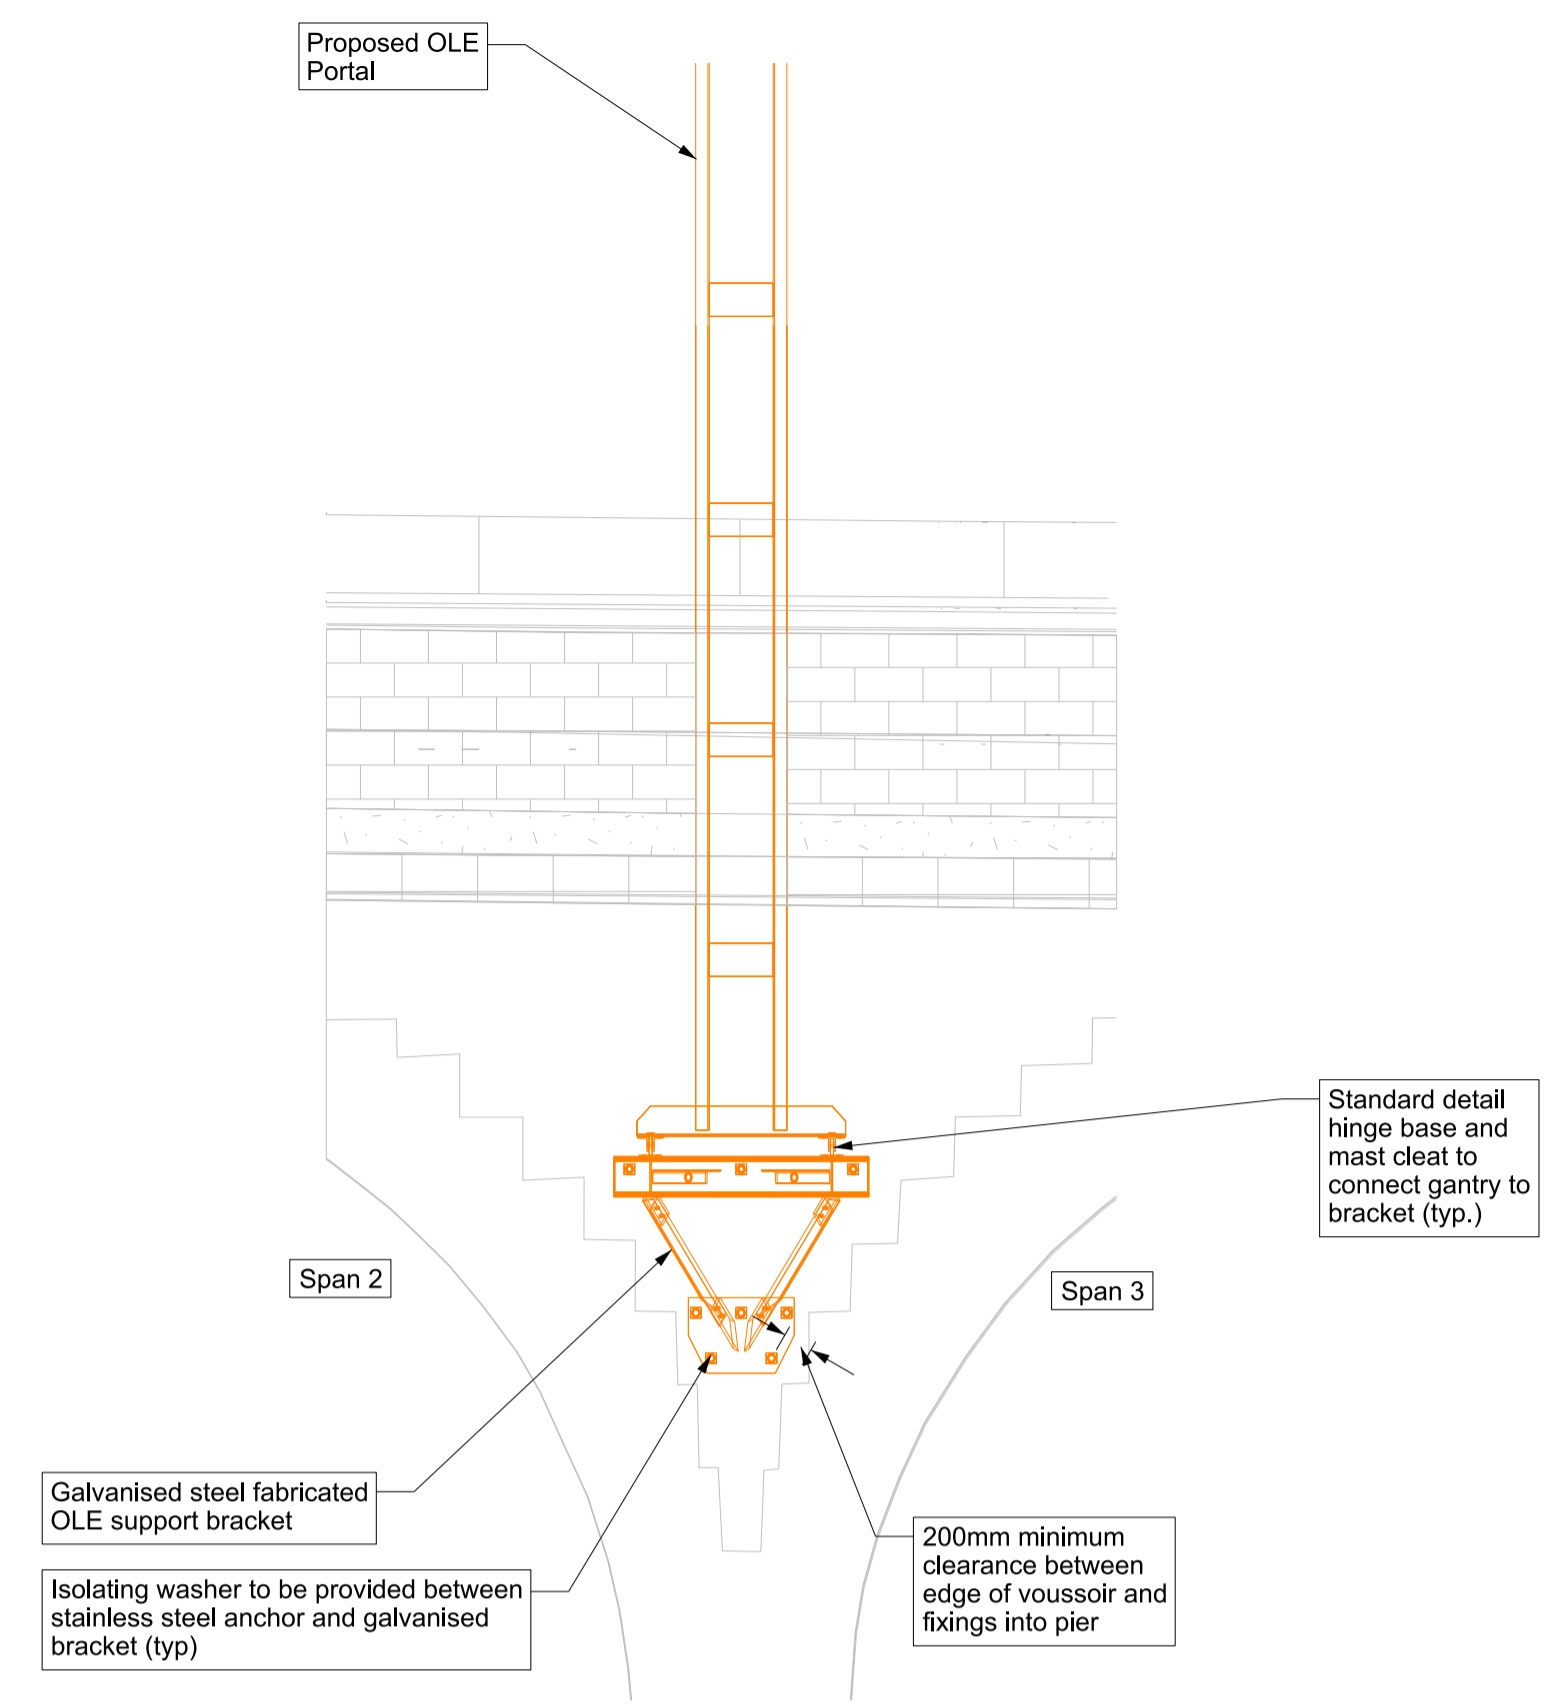 Proposed OLE
Portal
Standard detail
hinge base and
mast cleat to
connect gantry to
bracket (typ.)
Span 2
Span 3
Galvanised steel fabricated
OLE support bracket
200mm minimum
clearance between
edge of voussoir and
fixings into pier
Isolating washer to be provided between
stainless steel anchor and galvanised
bracket (typ)